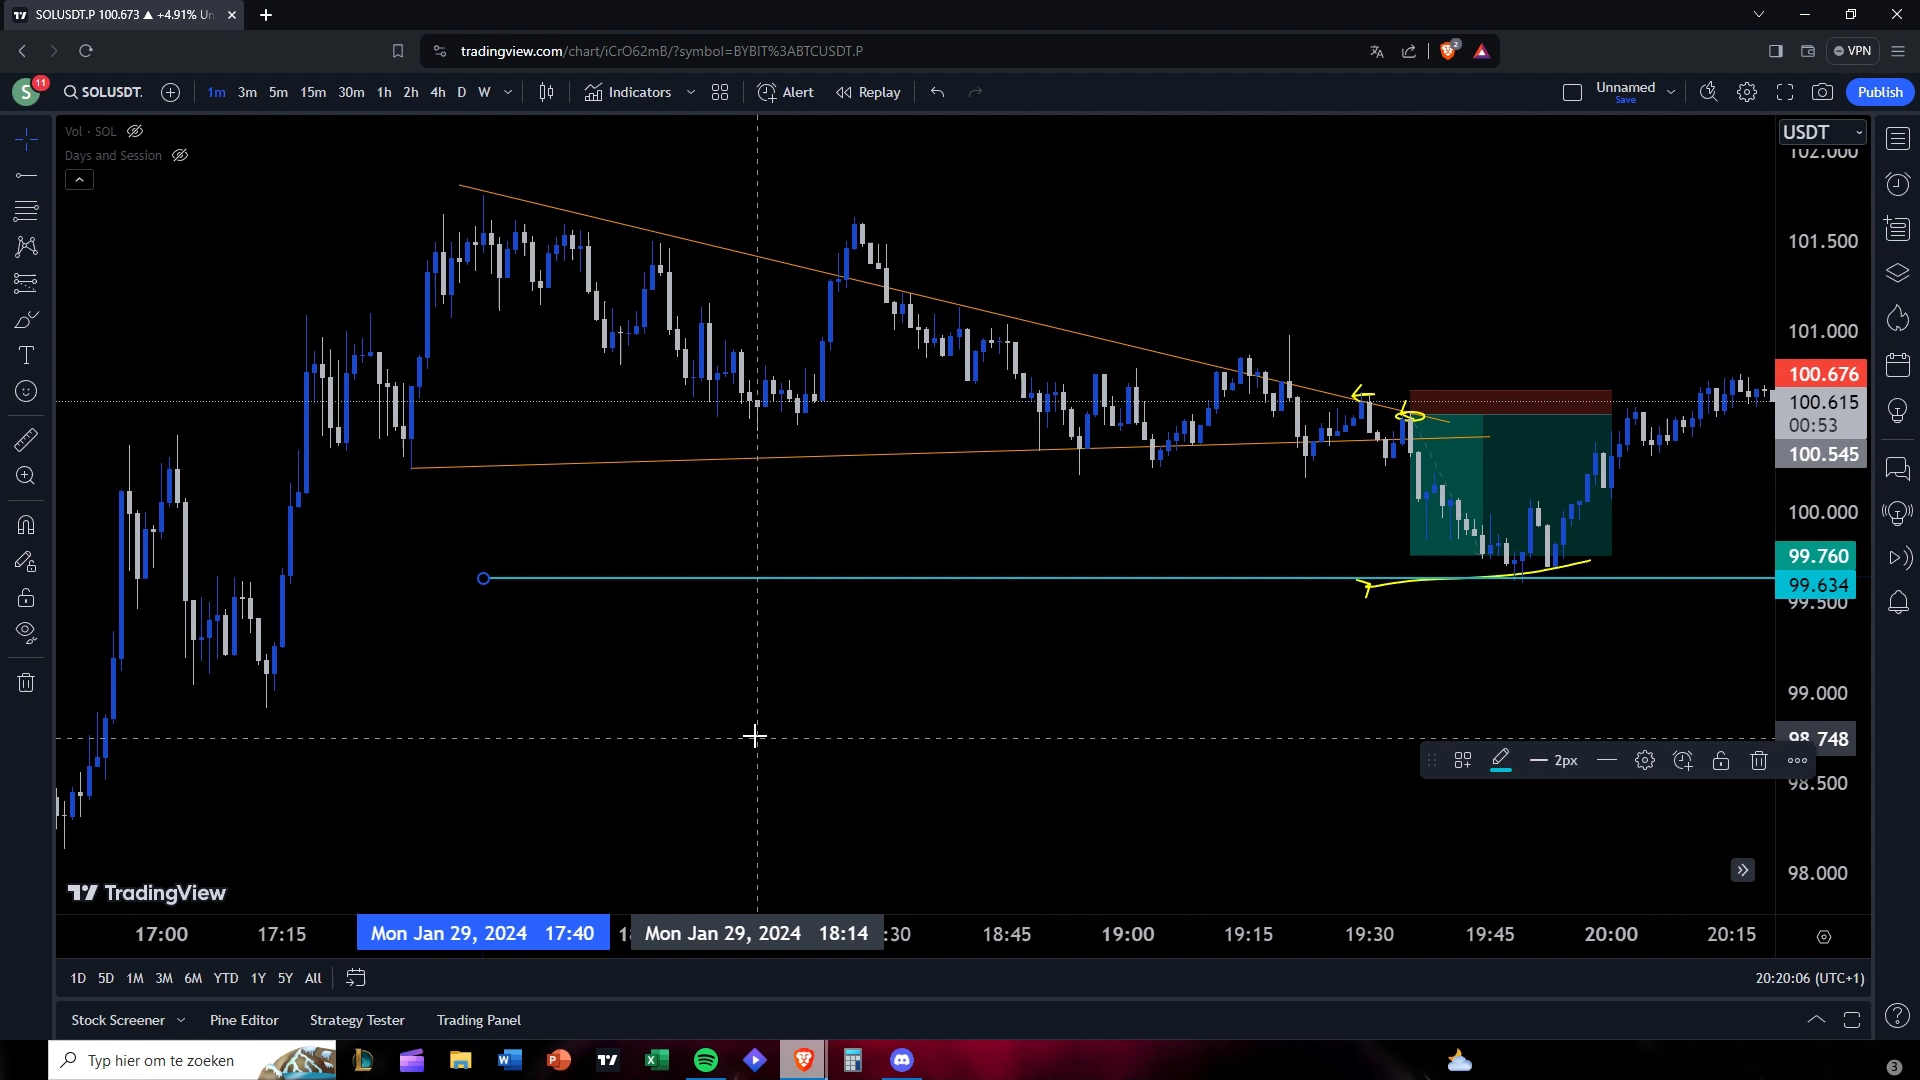 SOLUSDT.P 100.673 ▲ +4.91% Un
tradingview.com/chart/iCrO62mB/?symbol=BYBIT%3ABTCUSDT.P
2
VPN
S
11
SOLUSDT.
1m 3m 5m 15m 30m 1h 2h 4h D W
Indicators
Alert
Replay
Unnamed
Save
Publish
Vol · SOL
Days and Session
USDT
102.000
101.500
101.000
100.676
100.615
00:53
100.545
100.000
99.760
99.634
99.500
99.000
98.748
2px
98.500
98.000
TradingView
17:00 17:15 Mon Jan 29, 2024 17:40 Mon Jan 29, 2024 18:14 :30 18:45 19:00 19:15 19:30 19:45 20:00 20:15
1D 5D 1M 3M 6M YTD 1Y 5Y All
20:20:06 (UTC+1)
Stock Screener Pine Editor Strategy Tester Trading Panel
Typ hier om te zoeken
3